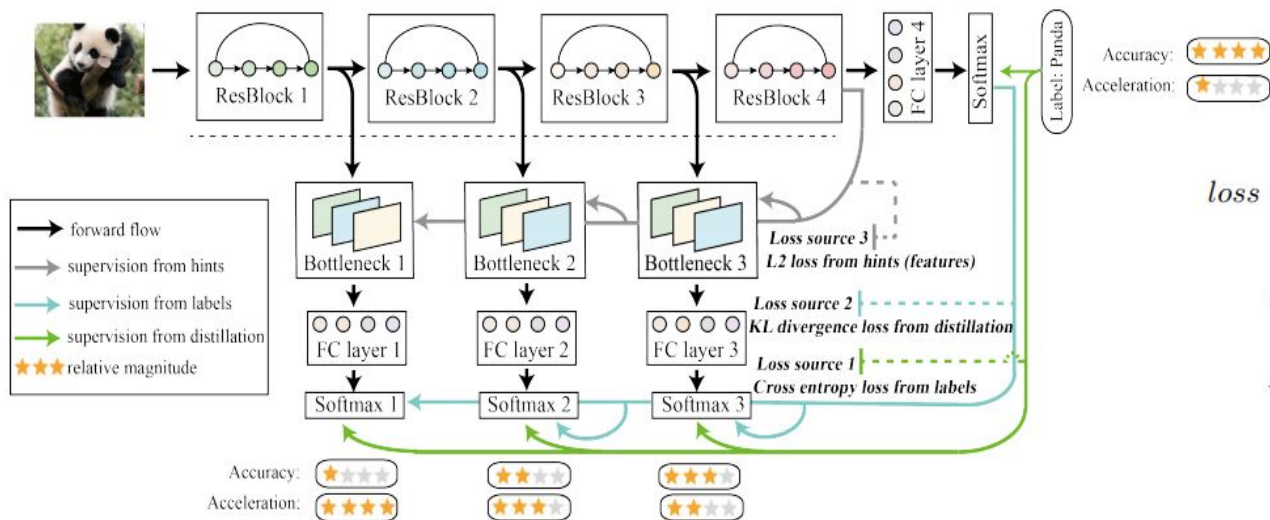 ResBlock 1
ResBlock 2
ResBlock 3
ResBlock 4
FC layer 4
Softmax
Label: Panda
Accuracy:
Acceleration:
loss
forward flow
supervision from hints
supervision from labels
supervision from distillation
relative magnitude
Bottleneck 1
Bottleneck 2
Bottleneck 3
Loss source 3
L2 loss from hints (features)
Loss source 2
KL divergence loss from distillation
Loss source 1
Cross entropy loss from labels
FC layer 1
FC layer 2
FC layer 3
Softmax 1
Softmax 2
Softmax 3
Accuracy:
Acceleration: